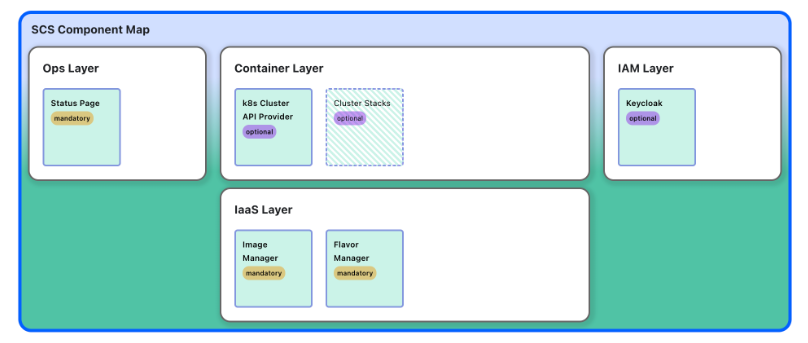 SCS Component Map
Ops Layer
Status Page
mandatory
Container Layer
k8s Cluster
API Provider
optional
Cluster Stacks
optional
IAM Layer
Keycloak
optional
IaaS Layer
Image
Manager
mandatory
Flavor
Manager
mandatory